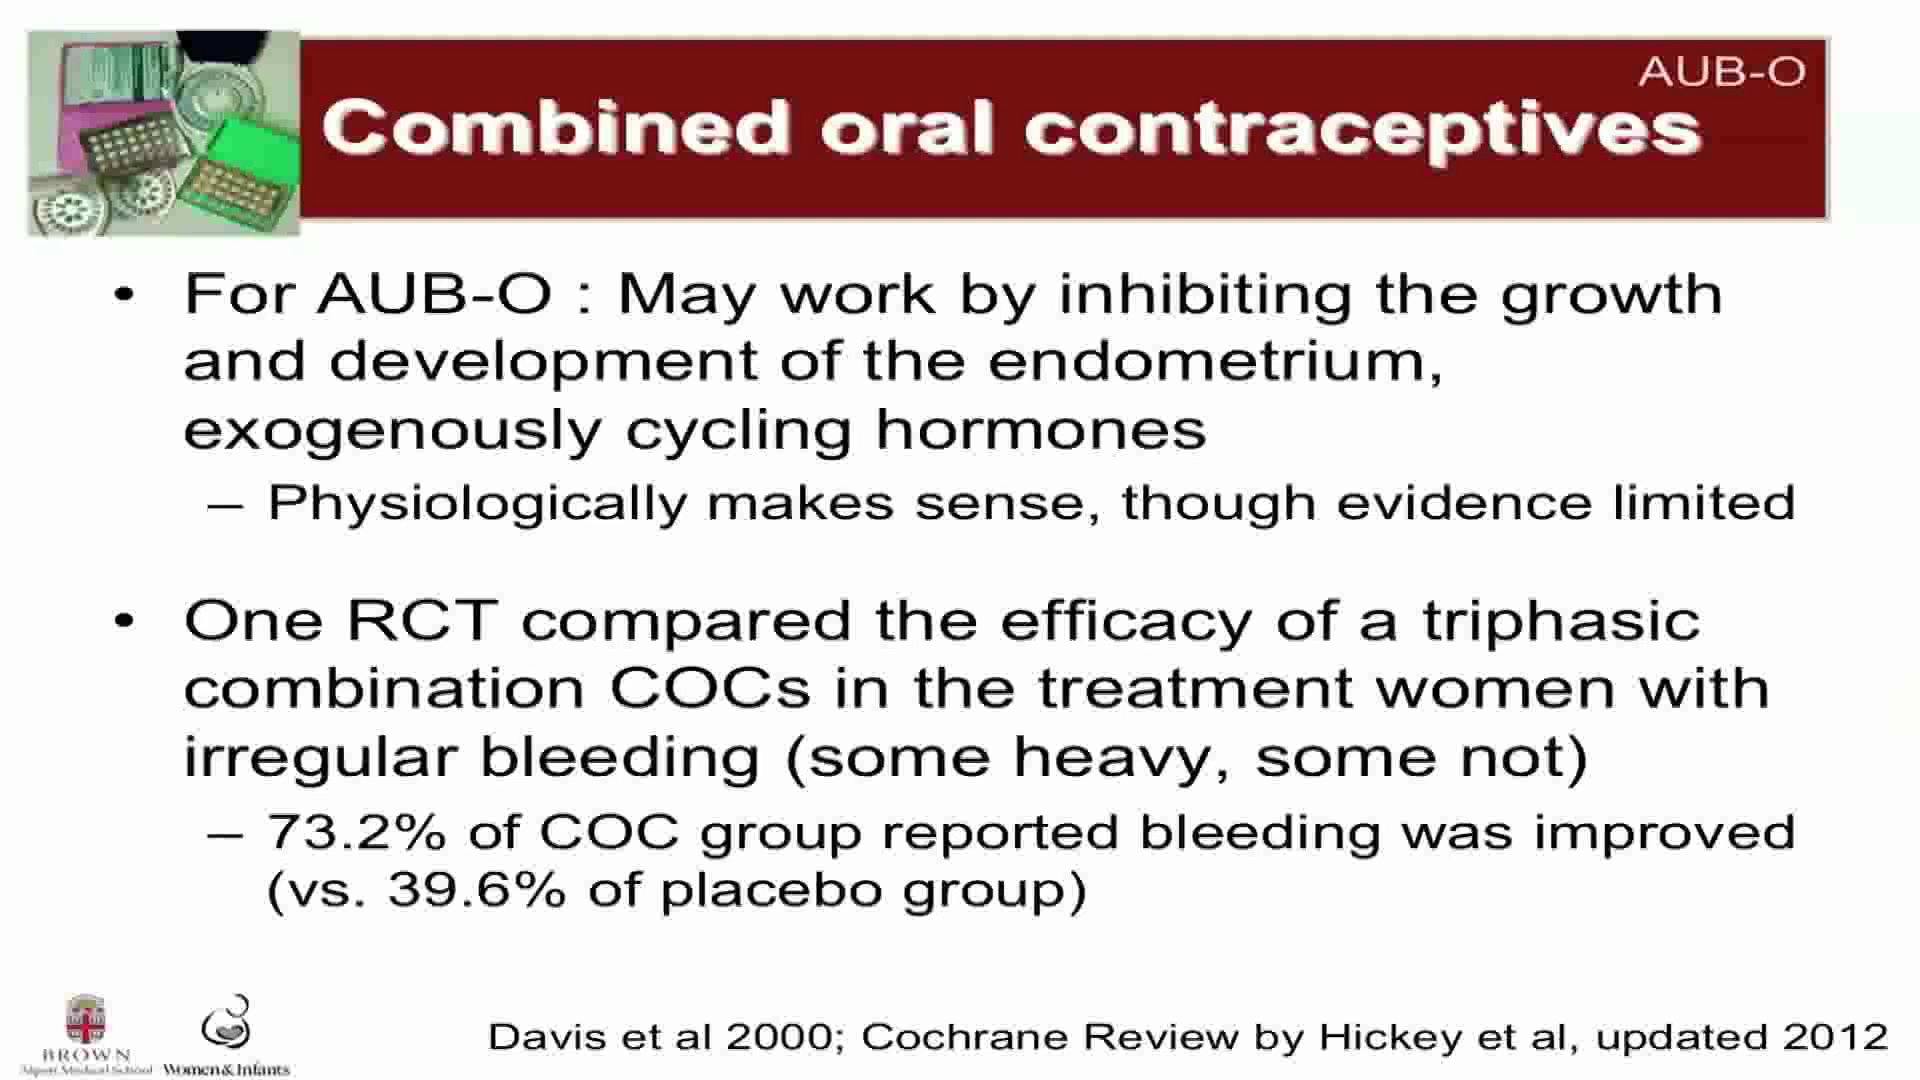 AUB-O
Combined oral contraceptives
• For AUB-O : May work by inhibiting the growth
and development of the endometrium,
exogenously cycling hormones
– Physiologically makes sense, though evidence limited
• One RCT compared the efficacy of a triphasic
combination COCs in the treatment women with
irregular bleeding (some heavy, some not)
– 73.2% of COC group reported bleeding was improved
(vs. 39.6% of placebo group)
Davis et al 2000; Cochrane Review by Hickey et al, updated 2012
BROWN
Alpert Medical School
Women & Infants